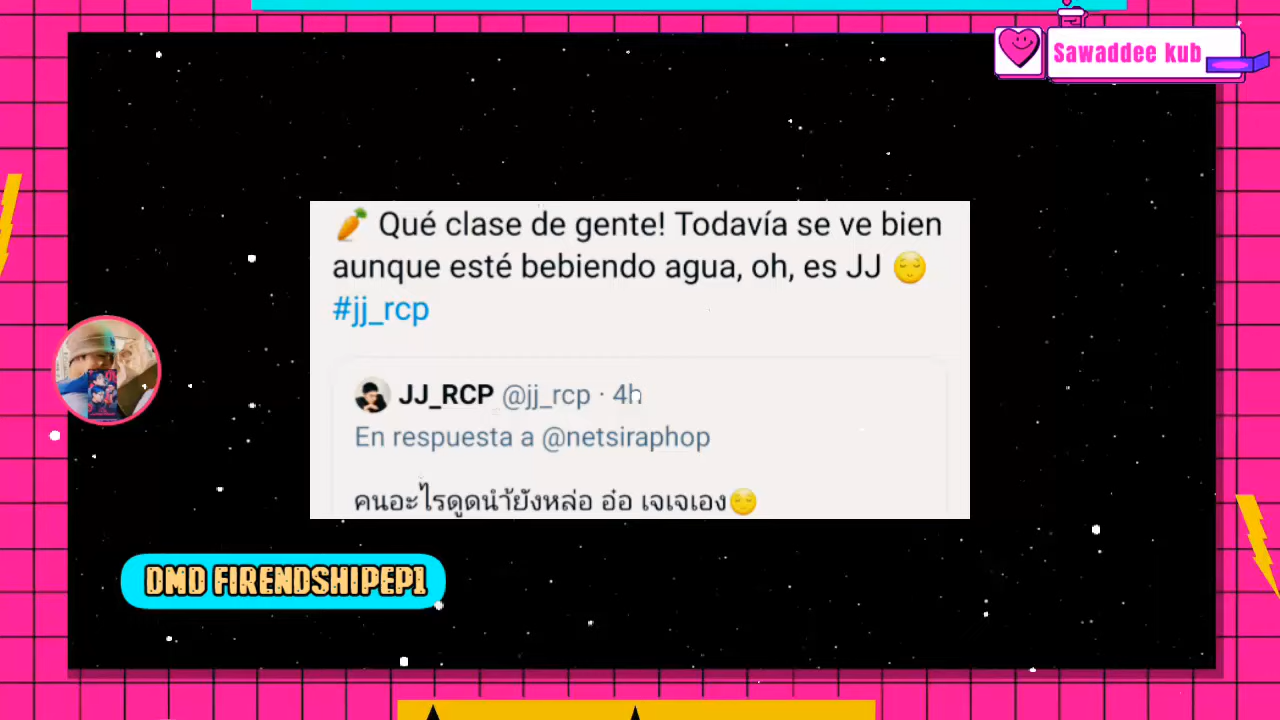 Sawaddee kub
🥕 Qué clase de gente! Todavía se ve bien
aunque esté bebiendo agua, oh, es JJ 😌
#jj_rcp
JJ_RCP @jj_rcp · 4h
En respuesta a @netsiraphop
คนอะไรดูดน้ำยังหล่อ อ๋อ เจเจเอง😌
DMD FIRENDSHIPEP1